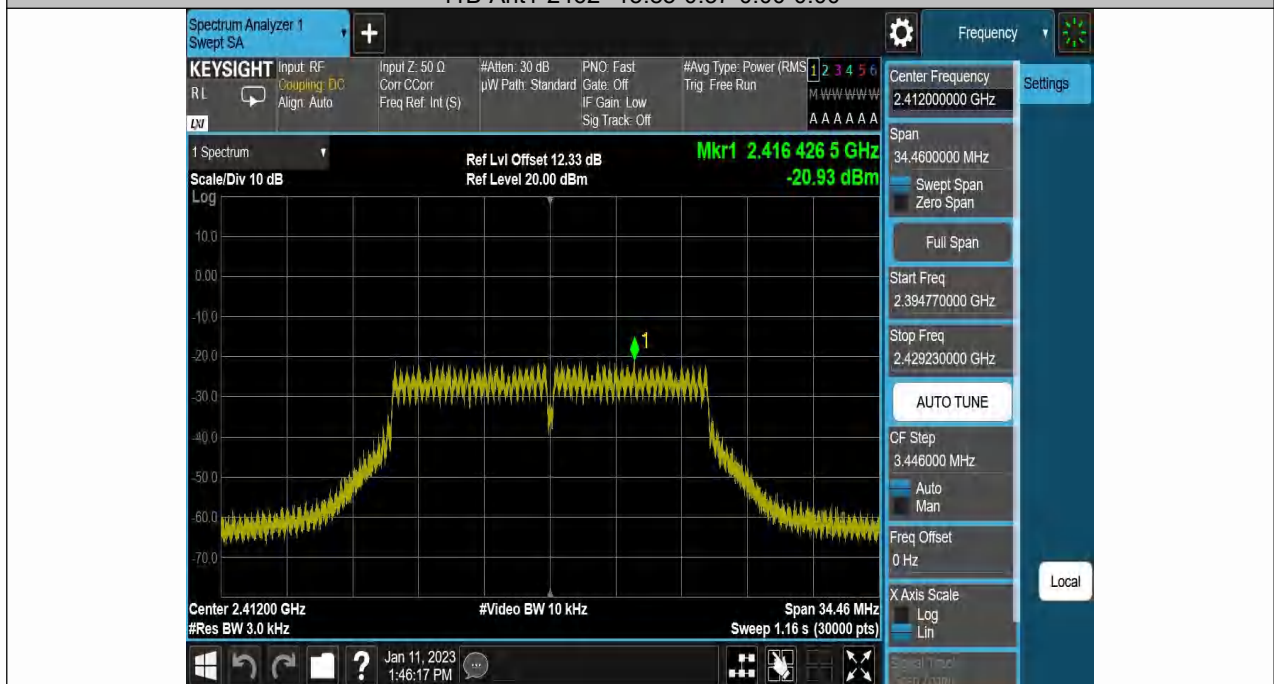 Spectrum Analyzer 1
Swept SA
+
Frequency
KEYSIGHT
RL
LXI
Input: RF
Coupling: DC
Align: Auto
Input Z: 50 Ω
Corr CCorr
Freq Ref: Int (S)
#Atten: 30 dB
µW Path: Standard
PNO: Fast
Gate: Off
IF Gain: Low
Sig Track: Off
#Avg Type: Power (RMS
Trig: Free Run
1 2 3 4 5 6
M W W W W W
A A A A A A
Center Frequency
2.412000000 GHz
Settings
1 Spectrum
Scale/Div 10 dB
Ref Lvl Offset 12.33 dB
Ref Level 20.00 dBm
Mkr1 2.416 426 5 GHz
-20.93 dBm
Log
10.0
0.00
-10.0
-20.0
-30.0
-40.0
-50.0
-60.0
-70.0
1
Center 2.41200 GHz
#Res BW 3.0 kHz
#Video BW 10 kHz
Span 34.46 MHz
Sweep 1.16 s (30000 pts)
Span
34.4600000 MHz
Swept Span
Zero Span
Full Span
Start Freq
2.394770000 GHz
Stop Freq
2.429230000 GHz
AUTO TUNE
CF Step
3.446000 MHz
Auto
Man
Freq Offset
0 Hz
X Axis Scale
Log
Lin
Local
?
Jan 11, 2023
1:46:17 PM